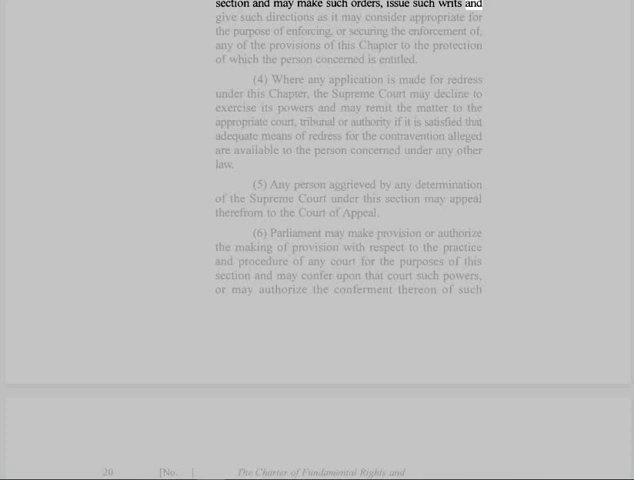 section and may make such orders, issue such writs and
give such directions as it may consider appropriate for
the purpose of enforcing, or securing the enforcement of,
any of the provisions of this Chapter to the protection
of which the person concerned is entitled.
(4) Where any application is made for redress
under this Chapter, the Supreme Court may decline to
exercise its powers and may remit the matter to the
appropriate court, tribunal or authority if it is satisfied that
adequate means of redress for the contravention alleged
are available to the person concerned under any other
law.
(5) Any person aggrieved by any determination
of the Supreme Court under this section may appeal
therefrom to the Court of Appeal.
(6) Parliament may make provision or authorize
the making of provision with respect to the practice
and procedure of any court for the purposes of this
section and may confer upon that court such powers,
or may authorize the conferment thereof of such
20 [No. ] The Charter of Fundamental Rights and